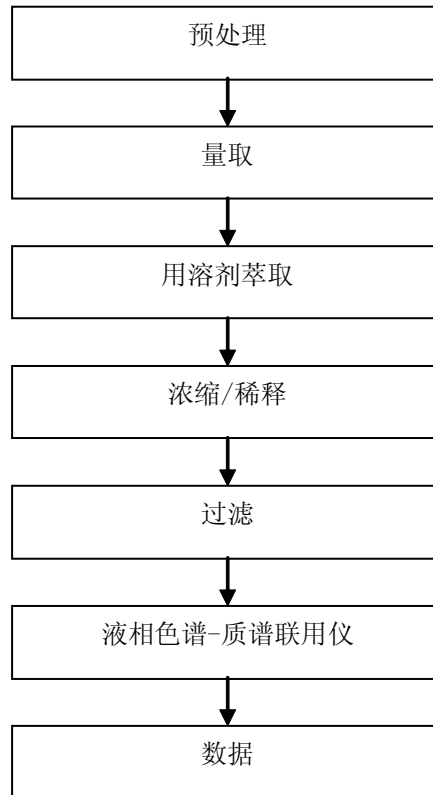 预处理
量取
用溶剂萃取
浓缩/稀释
过滤
液相色谱-质谱联用仪
数据